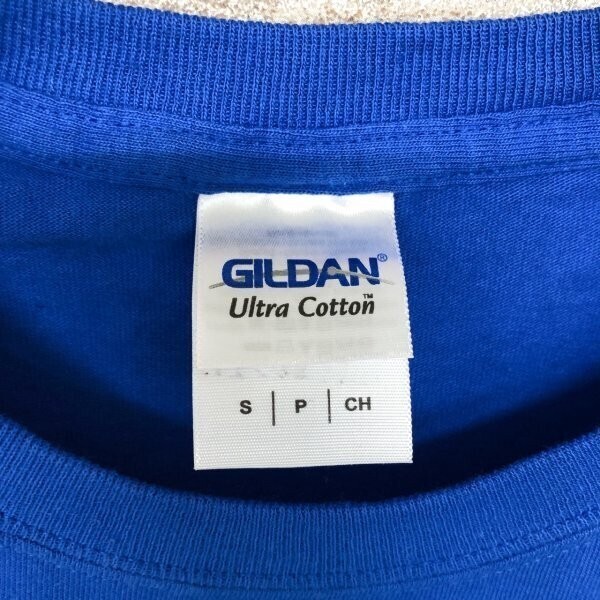 GILDAN®
Ultra Cotton™
S | P | CH